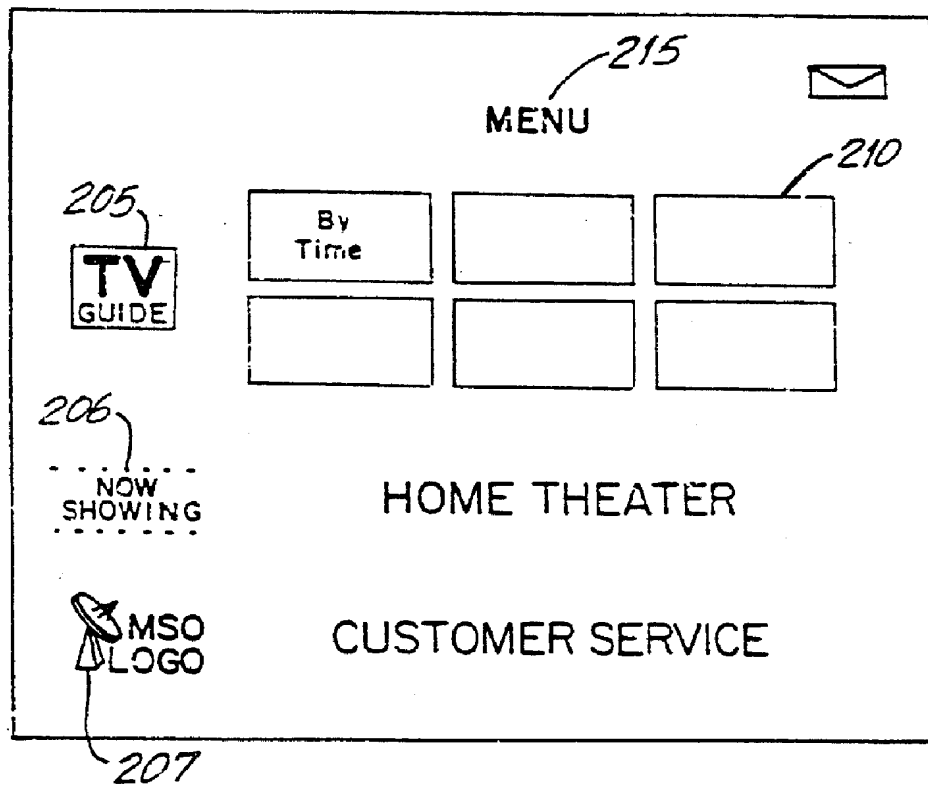 215
MENU
210
205
By
Time
TV
GUIDE
206
NOW
SHOWING
HOME THEATER
MSO
LOGO
CUSTOMER SERVICE
207